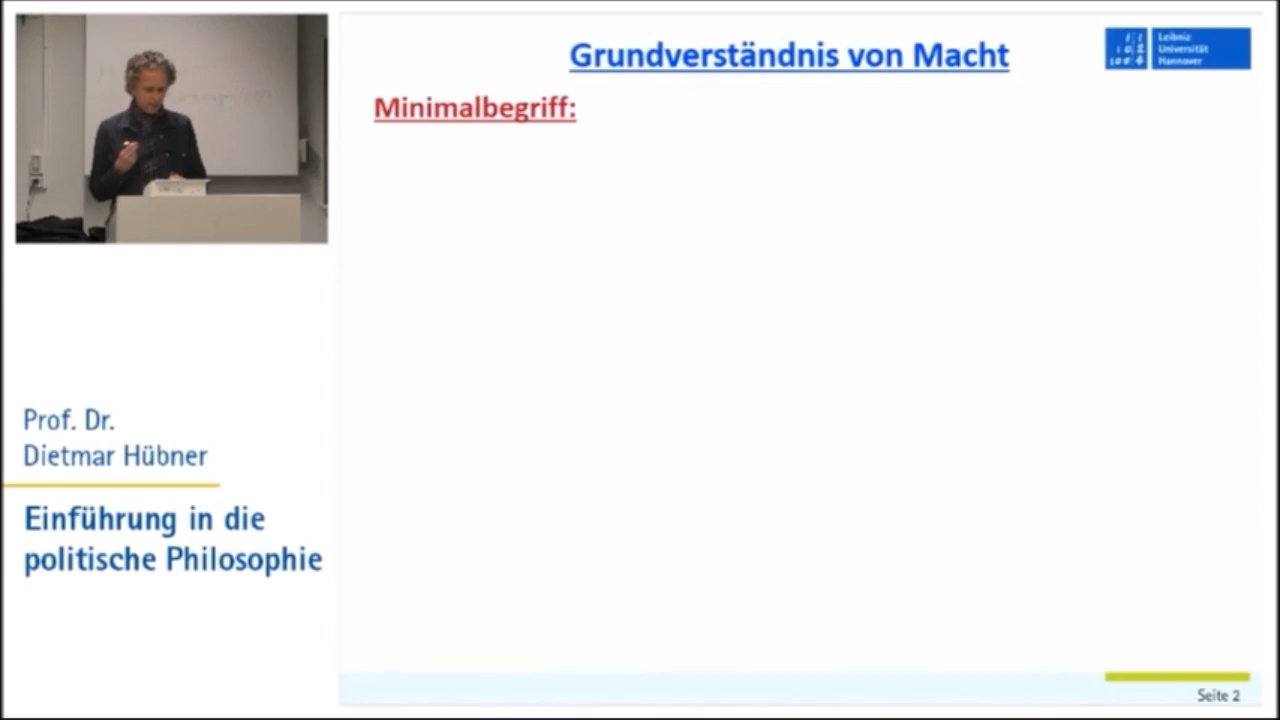 Grundverständnis von Macht
Leibniz
Universität
Hannover
Minimalbegriff:
Prof. Dr.
Dietmar Hübner
Einführung in die
politische Philosophie
Seite 2